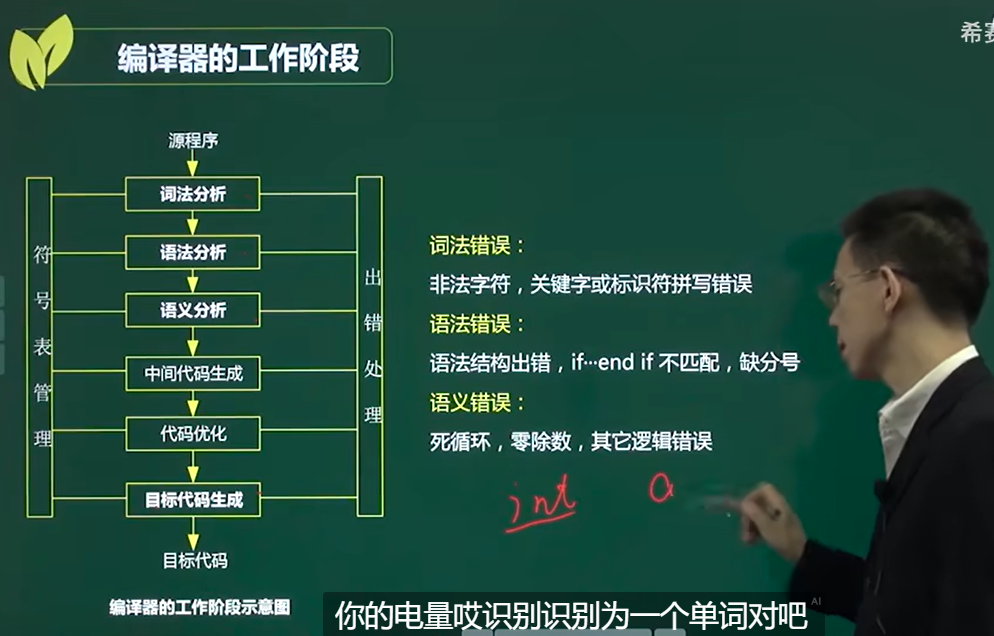 编译器的工作阶段
希赛
源程序
词法分析
语法分析
语义分析
中间代码生成
代码优化
目标代码生成
目标代码
符号表管理
出错处理
编译器的工作阶段示意图
词法错误：
非法字符，关键字或标识符拼写错误
语法错误：
语法结构出错，if…end if 不匹配，缺分号
语义错误：
死循环，零除数，其它逻辑错误
int a
你的电量哎识别识别为一个单词对吧
AI